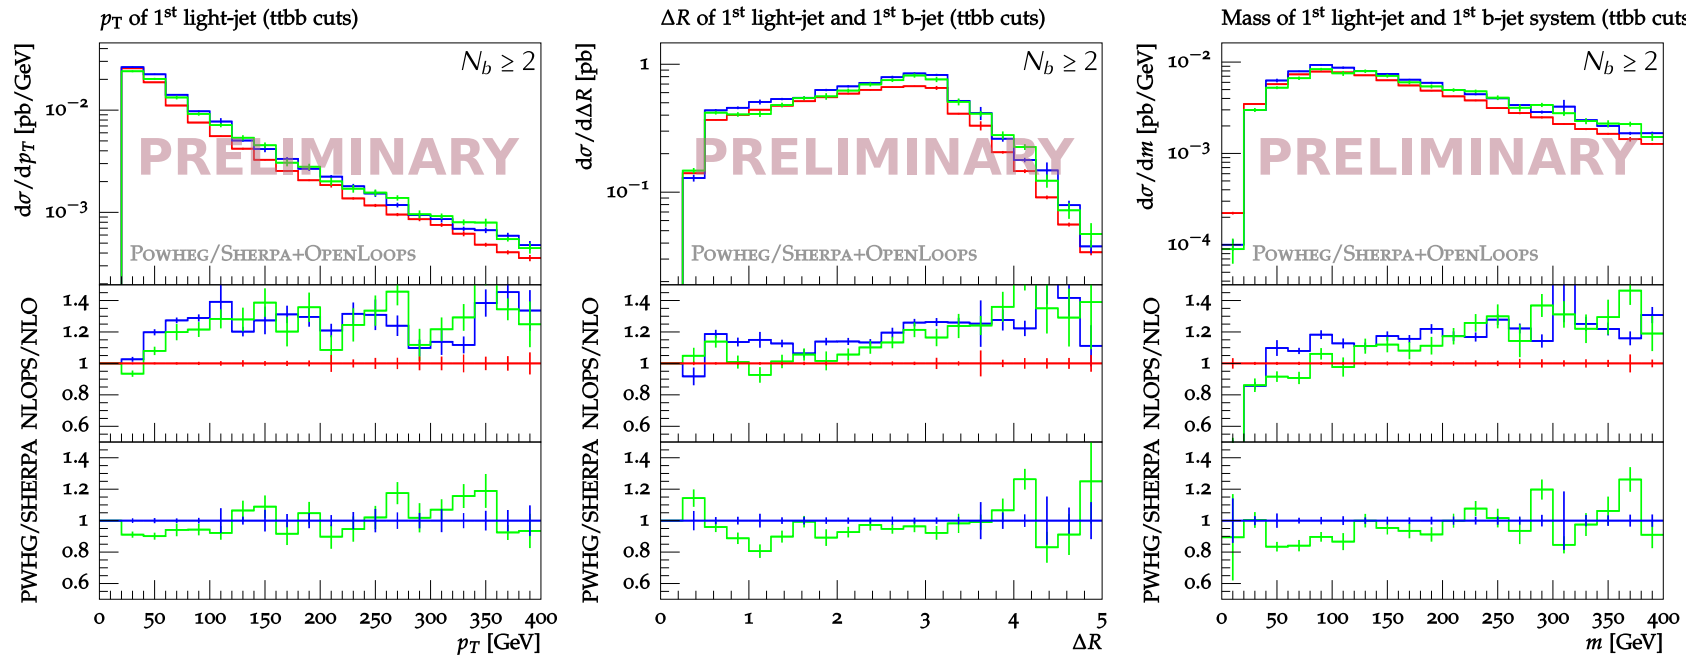 pT of 1st light-jet (ttbb cuts)
N_b ≥ 2
dσ/dpT [pb/GeV]
10⁻²
10⁻³
PRELIMINARY
POWHEG/SHERPA+OPENLOOPS
NLOPS/NLO
1.4
1.2
1
0.8
0.6
PWHG/SHERPA
1.4
1.2
1
0.8
0.6
0 50 100 150 200 250 300 350 400
pT [GeV]
ΔR of 1st light-jet and 1st b-jet (ttbb cuts)
N_b ≥ 2
dσ/dΔR [pb]
1
10⁻¹
PRELIMINARY
POWHEG/SHERPA+OPENLOOPS
NLOPS/NLO
1.4
1.2
1
0.8
0.6
PWHG/SHERPA
1.4
1.2
1
0.8
0.6
0 1 2 3 4 5
ΔR
Mass of 1st light-jet and 1st b-jet system (ttbb cuts
N_b ≥ 2
dσ/dm [pb/GeV]
10⁻²
10⁻³
10⁻⁴
PRELIMINARY
POWHEG/SHERPA+OPENLOOPS
NLOPS/NLO
1.4
1.2
1
0.8
0.6
PWHG/SHERPA
1.4
1.2
1
0.8
0.6
0 50 100 150 200 250 300 350 400
m [GeV]